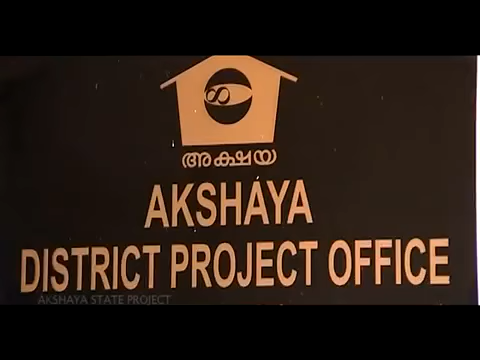 അക്ഷയ
AKSHAYA
DISTRICT PROJECT OFFICE
AKSHAYA STATE PROJECT